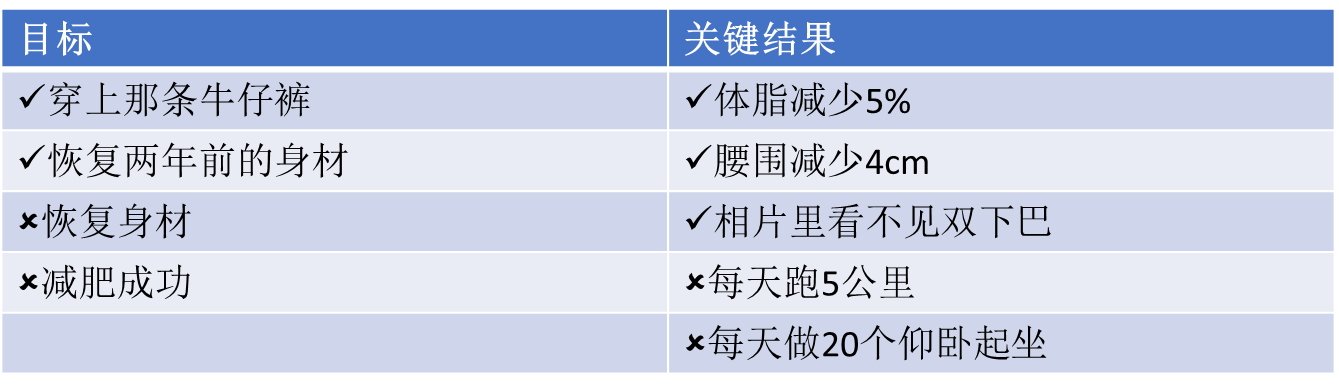 目标 关键结果
✓穿上那条牛仔裤 ✓体脂减少5%
✓恢复两年前的身材 ✓腰围减少4cm
✘恢复身材 ✓相片里看不见双下巴
✘减肥成功 ✘每天跑5公里
✘每天做20个仰卧起坐